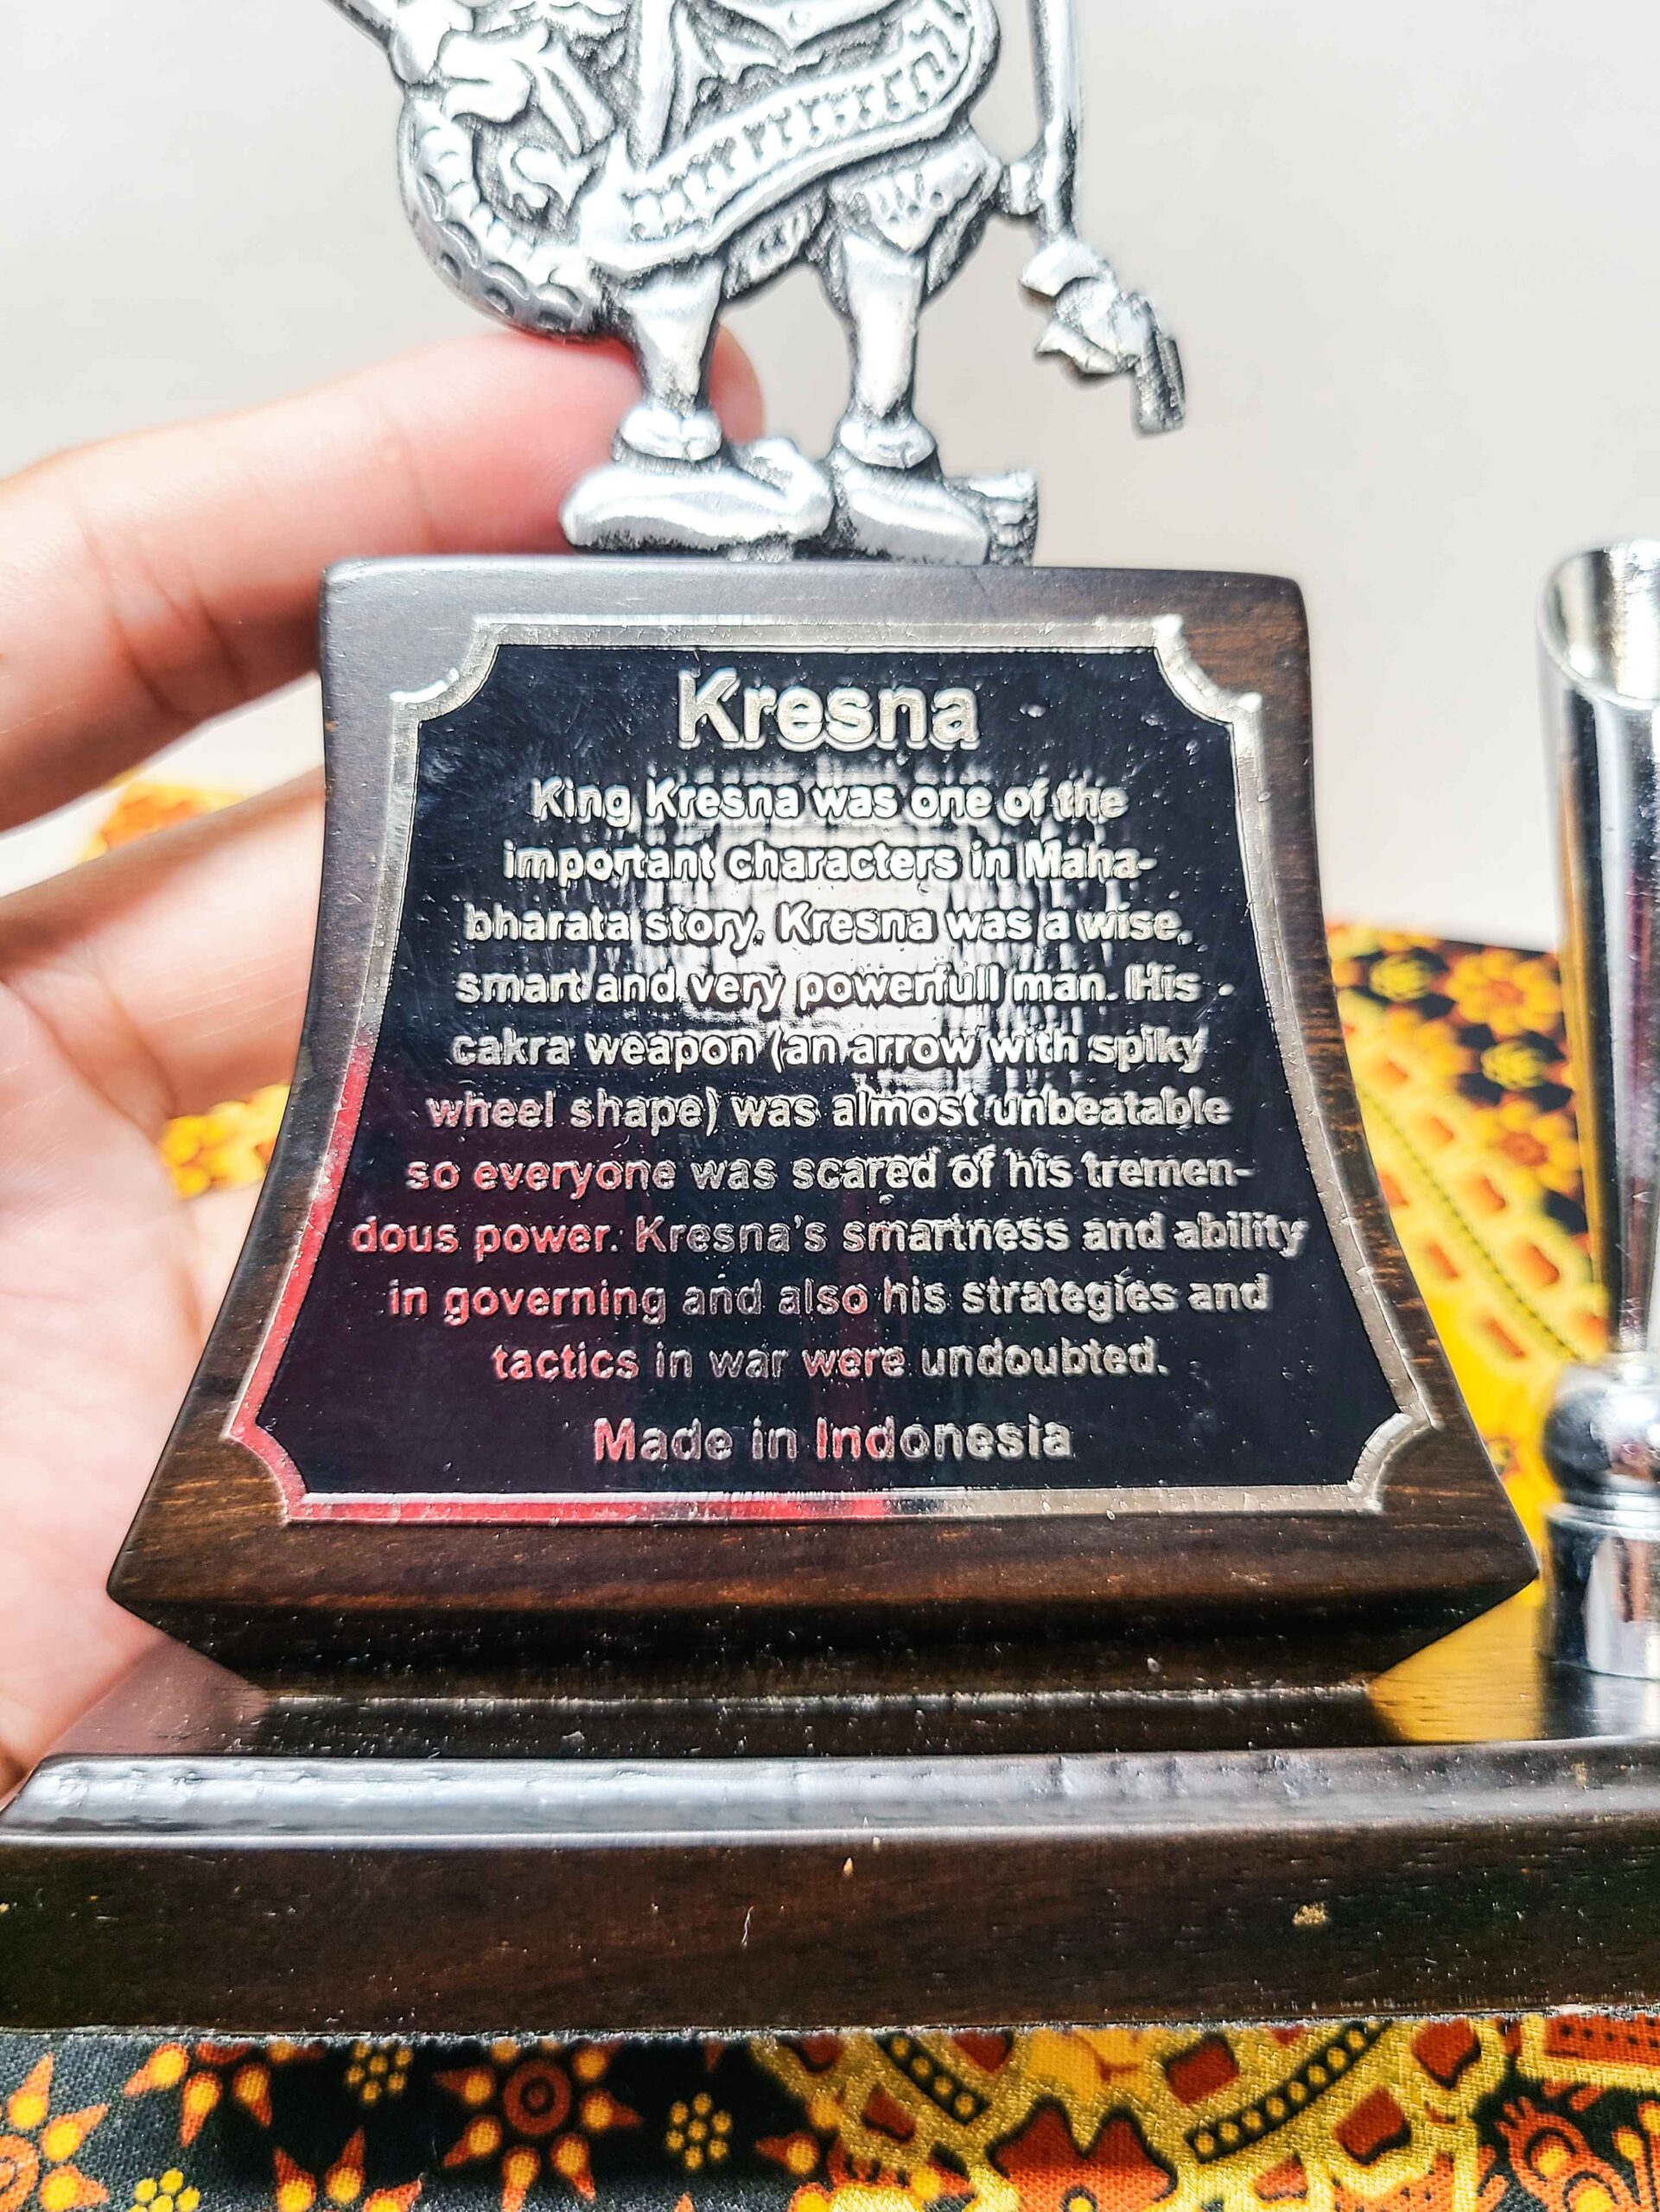 Kresna
King Kresna was one of the
important characters in Maha-
bharata story. Kresna was a wise,
smart and very powerfull man. His -
cakra weapon (an arrow with spiky
wheel shape) was almost unbeatable
so everyone was scared of his tremen-
dous power. Kresna's smartness and ability
in governing and also his strategies and
tactics in war were undoubted.
Made in Indonesia